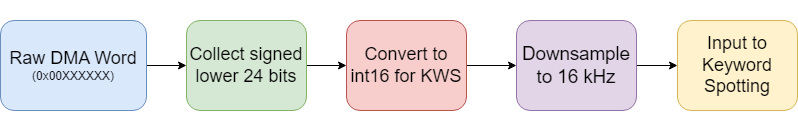 Raw DMA Word
(0x00XXXXXX)
Collect signed
lower 24 bits
Convert to
int16 for KWS
Downsample
to 16 kHz
Input to
Keyword
Spotting